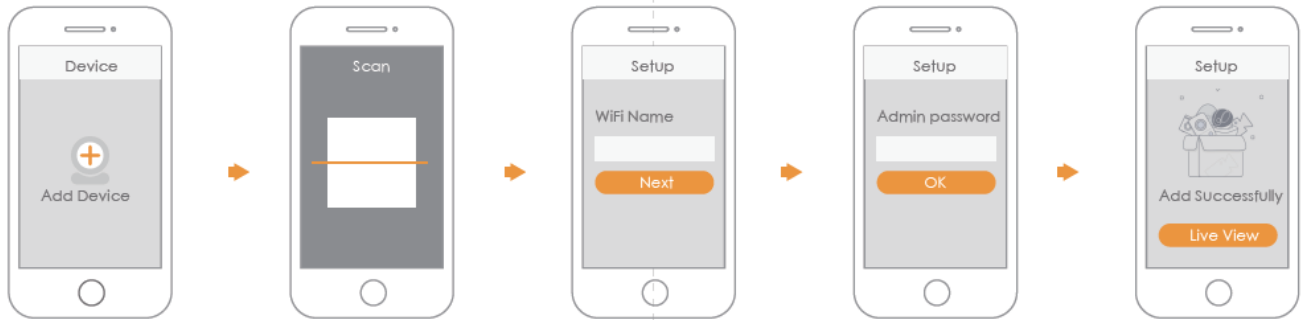 Device
Add Device
Scan
Setup
WiFi Name
Next
Setup
Admin password
OK
Setup
Add Successfully
Live View